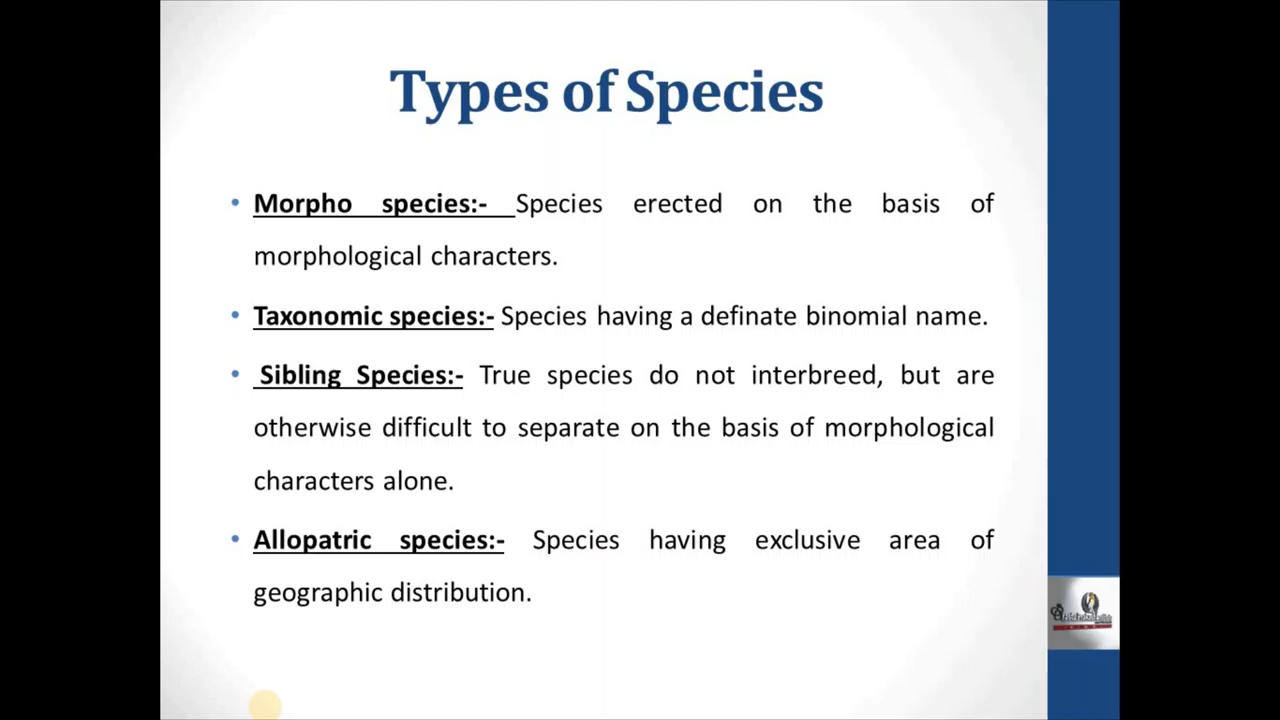 Types of Species
• Morpho species:- Species erected on the basis of
morphological characters.
• Taxonomic species:- Species having a definate binomial name.
• Sibling Species:- True species do not interbreed, but are
otherwise difficult to separate on the basis of morphological
characters alone.
• Allopatric species:- Species having exclusive area of
geographic distribution.